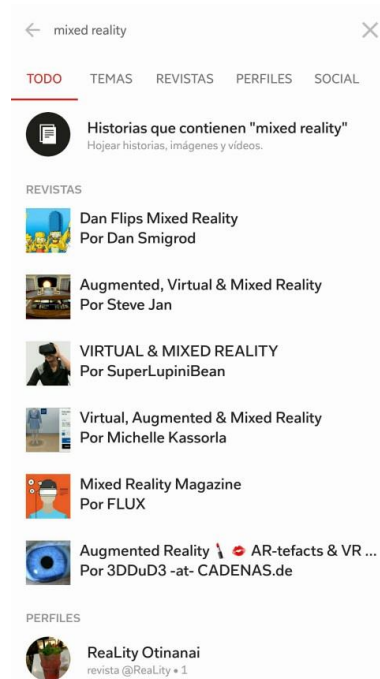 mixed reality
TODO TEMAS REVISTAS PERFILES SOCIAL
Historias que contienen "mixed reality"
Hojear historias, imágenes y vídeos.
REVISTAS
Dan Flips Mixed Reality
Por Dan Smigrod
Augmented, Virtual & Mixed Reality
Por Steve Jan
VIRTUAL & MIXED REALITY
Por SuperLupiniBean
Virtual, Augmented & Mixed Reality
Por Michelle Kassorla
Mixed Reality Magazine
Por FLUX
Augmented Reality 💄 💋 AR-tefacts & VR ...
Por 3DDuD3 -at- CADENAS.de
PERFILES
ReaLity Otinanai
revista @ReaLity • 1